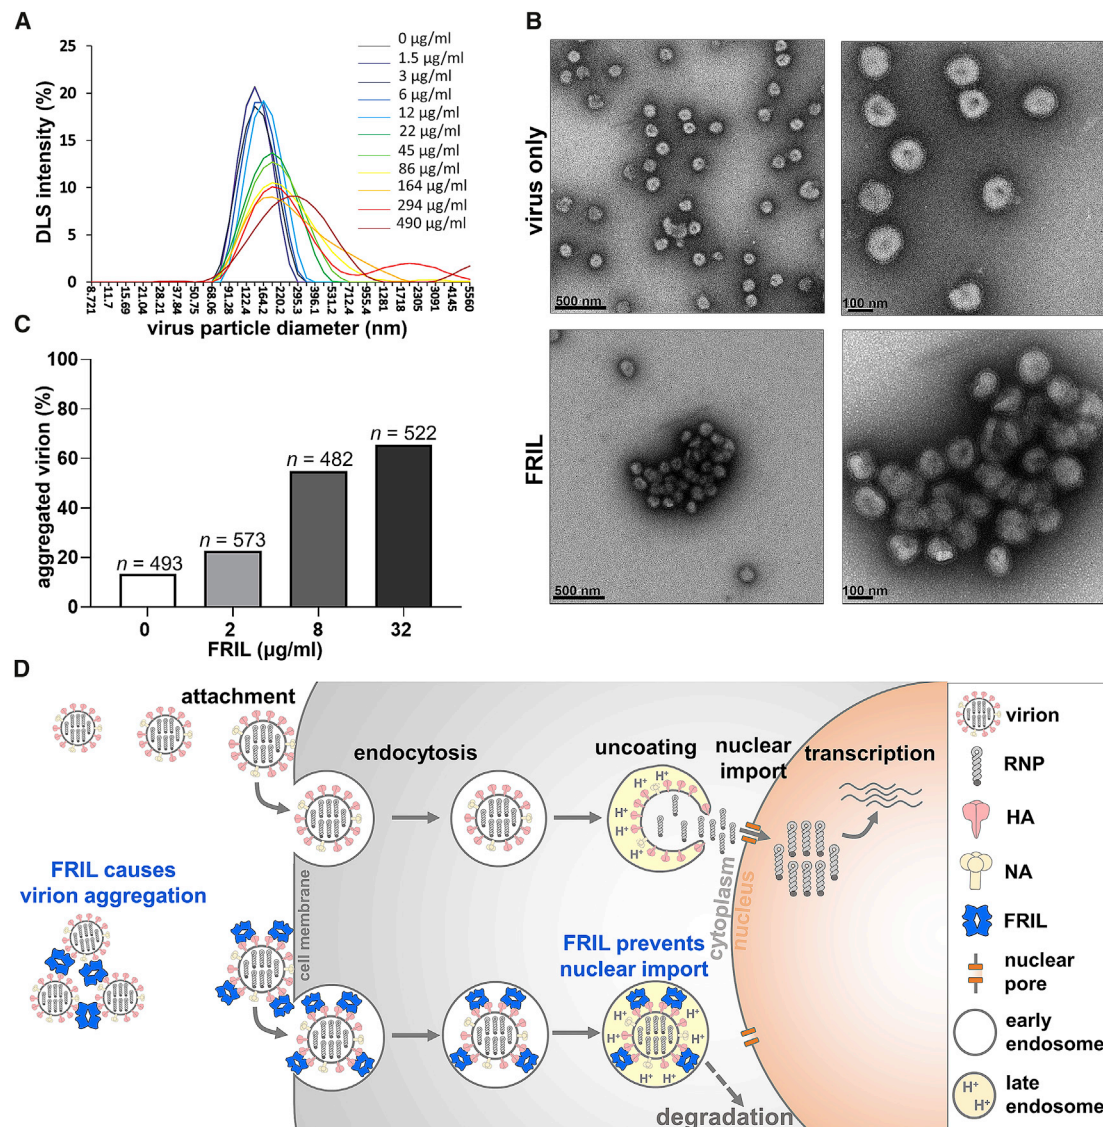 A
25
20
15
10
5
0
DLS intensity (%)
0 µg/ml
1.5 µg/ml
3 µg/ml
6 µg/ml
12 µg/ml
22 µg/ml
45 µg/ml
86 µg/ml
164 µg/ml
294 µg/ml
490 µg/ml
8.721
11.7
15.69
21.04
28.21
37.84
50.75
68.06
91.28
122.4
164.2
220.2
295.3
396.1
531.2
712.4
955.4
1281
1718
2305
3091
4145
5560
virus particle diameter (nm)
B
virus only
500 nm
100 nm
FRIL
500 nm
100 nm
C
100
80
60
40
20
0
aggregated virion (%)
n = 493
n = 573
n = 482
n = 522
0
2
8
32
FRIL (µg/ml)
D
attachment
endocytosis
uncoating
nuclear
import
transcription
H⁺
H⁺
H⁺
H⁺
H⁺
H⁺
cell membrane
cytoplasm
nucleus
FRIL causes
virion aggregation
FRIL prevents
nuclear import
H⁺
H⁺
H⁺
H⁺
H⁺
H⁺
H⁺
H⁺
degradation
virion
RNP
HA
NA
FRIL
nuclear
pore
early
endosome
H⁺
H⁺
late
endosome